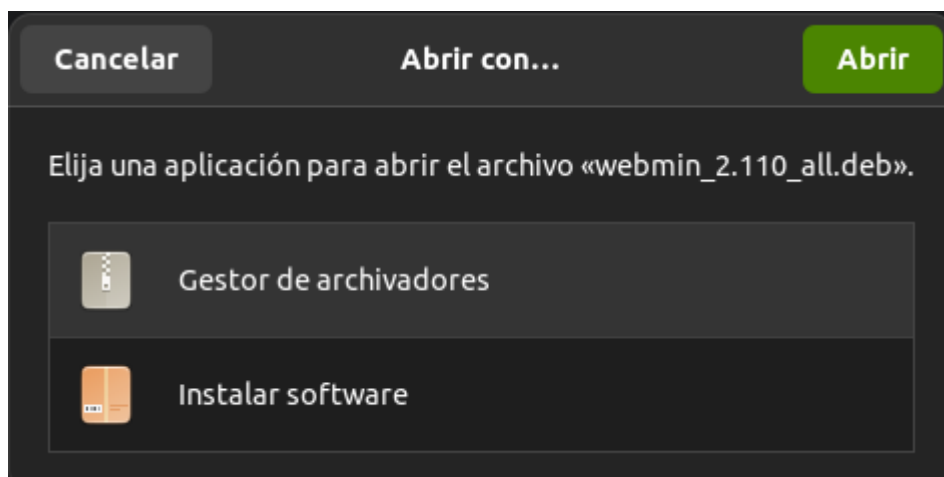 Cancelar
Abrir con...
Abrir
Elija una aplicación para abrir el archivo «webmin_2.110_all.deb».
Gestor de archivadores
Instalar software